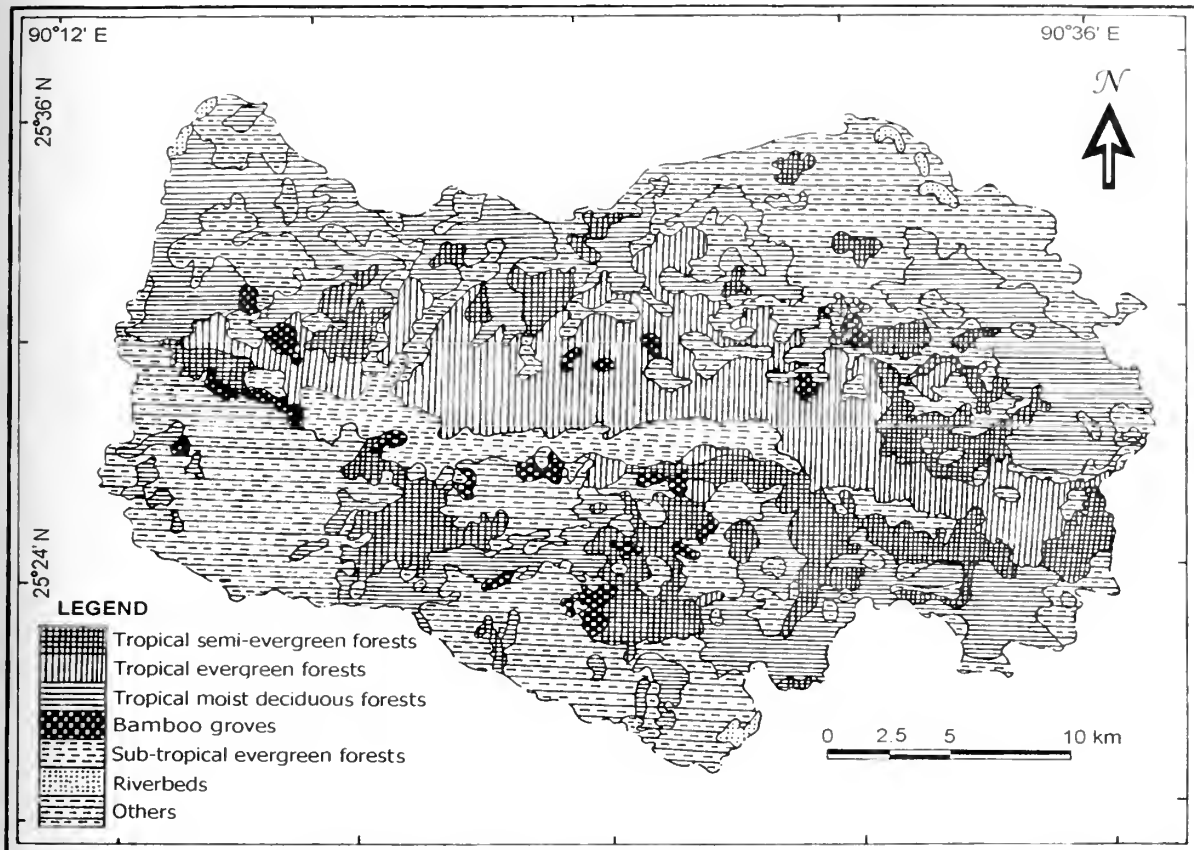 90°12' E
90°36' E
25°36' N
N
25°24' N
LEGEND
Tropical semi-evergreen forests
Tropical evergreen forests
Tropical moist deciduous forests
Bamboo groves
Sub-tropical evergreen forests
Riverbeds
Others
0 2.5 5 10 km